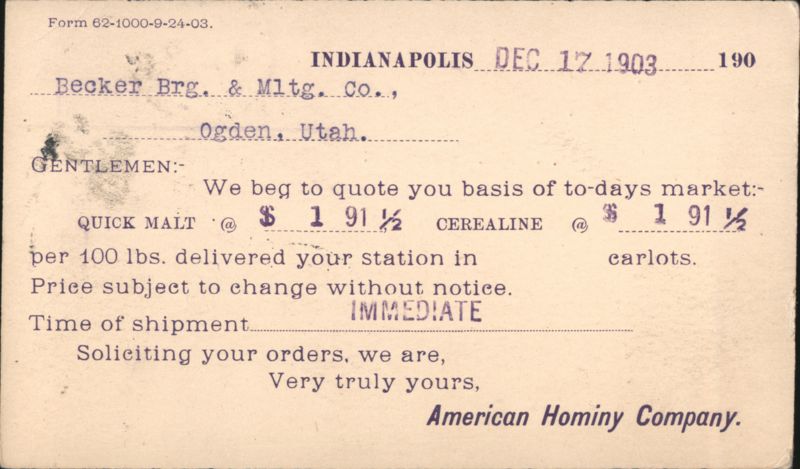 Form 62-1000-9-24-03.
INDIANAPOLIS DEC 17 1903 190
Becker Brg. & Mltg. Co.,
Ogden, Utah.
GENTLEMEN:-
We beg to quote you basis of to-days market:-
QUICK MALT @ $ 1 91 ½ CEREALINE @ $ 1 91 ½
per 100 lbs. delivered your station in carlots.
Price subject to change without notice.
Time of shipment IMMEDIATE
Soliciting your orders, we are,
Very truly yours,
American Hominy Company.